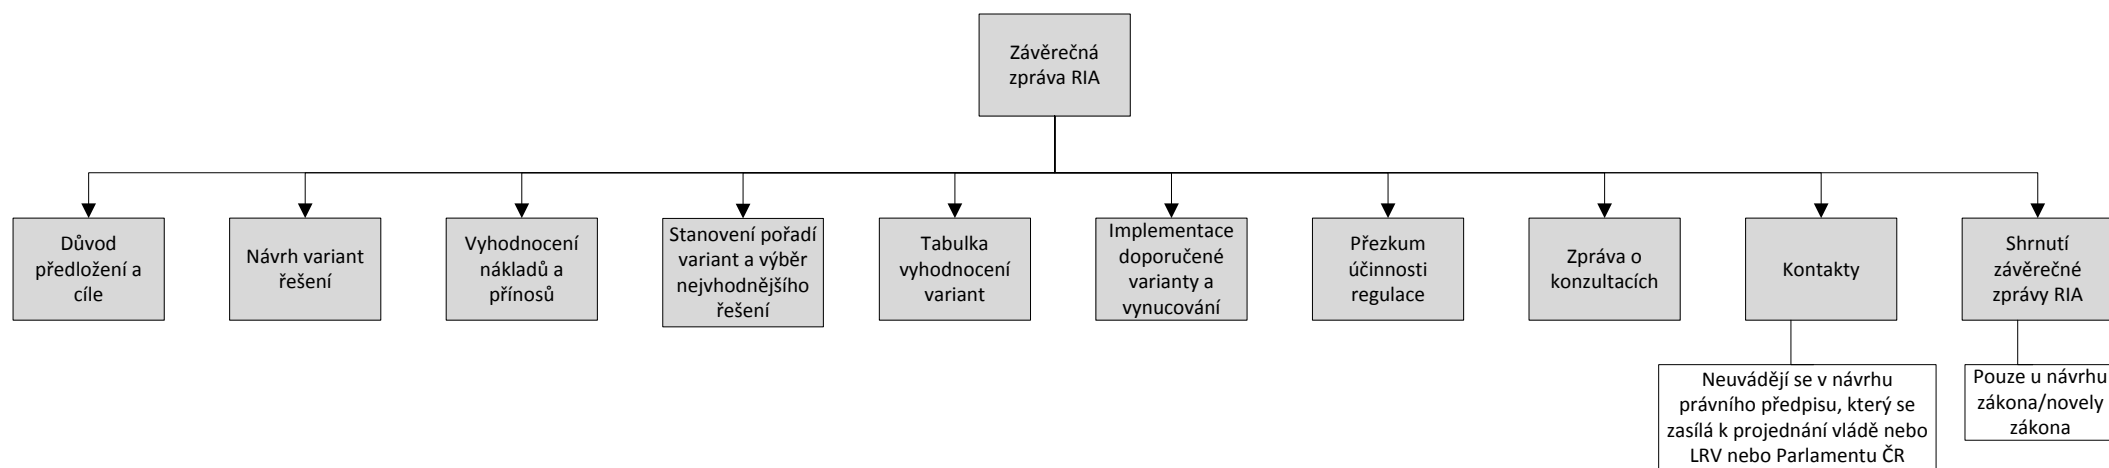 Závěrečná
zpráva RIA
Důvod
předložení a
cíle
Návrh variant
řešení
Vyhodnocení
nákladů a
přínosů
Stanovení pořadí
variant a výběr
nejvhodnějšího
řešení
Tabulka
vyhodnocení
variant
Implementace
doporučené
varianty a
vynucování
Přezkum
účinnosti
regulace
Zpráva o
konzultacích
Kontakty
Shrnutí
závěrečné
zprávy RIA
Neuvádějí se v návrhu
právního předpisu, který se
zasílá k projednání vládě nebo
LRV nebo Parlamentu ČR
Pouze u návrhu
zákona/novely
zákona